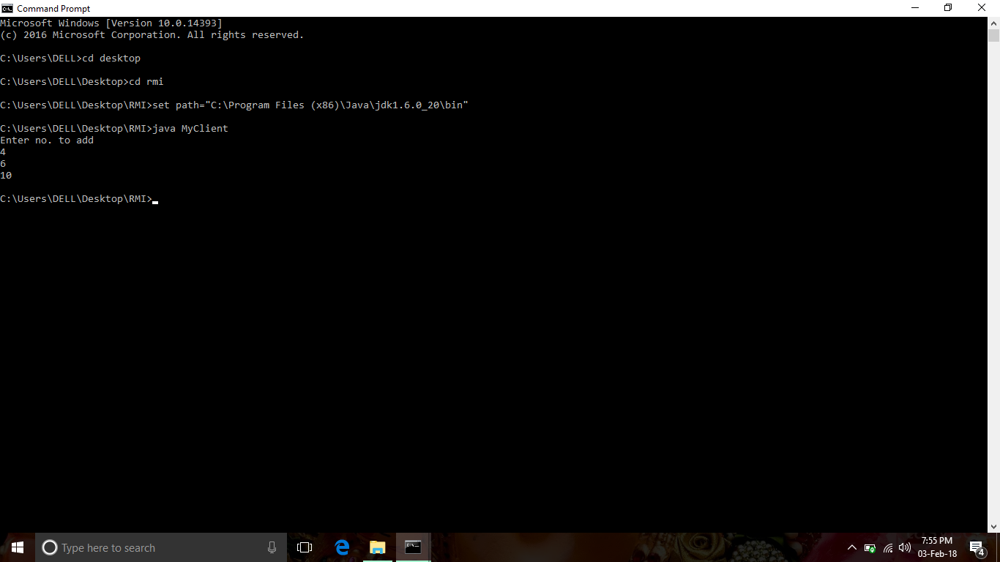 Command Prompt
Microsoft Windows [Version 10.0.14393]
(c) 2016 Microsoft Corporation. All rights reserved.
C:\Users\DELL>cd desktop
C:\Users\DELL\Desktop>cd rmi
C:\Users\DELL\Desktop\RMI>set path="C:\Program Files (x86)\Java\jdk1.6.0_20\bin"
C:\Users\DELL\Desktop\RMI>java MyClient
Enter no. to add
4
6
10
C:\Users\DELL\Desktop\RMI>
Type here to search
7:55 PM
03-Feb-18
4